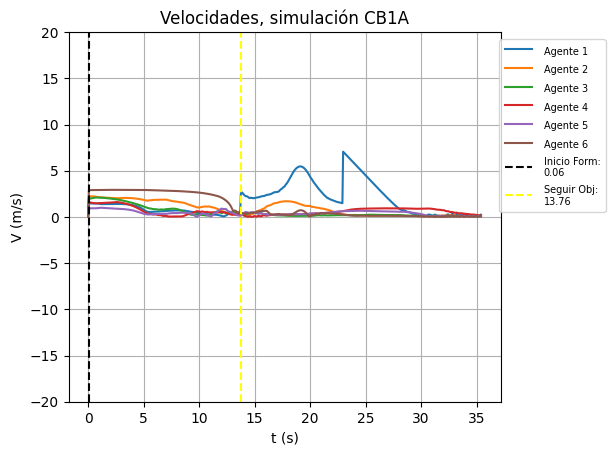 Velocidades, simulación CB1A
V (m/s)
20
15
10
5
0
−5
−10
−15
−20
0
5
10
15
20
25
30
35
t (s)
Agente 1
Agente 2
Agente 3
Agente 4
Agente 5
Agente 6
Inicio Form:
0.06
Seguir Obj:
13.76